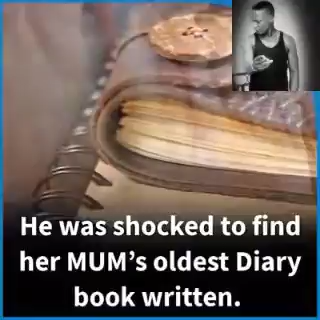 He was shocked to find
her MUM's oldest Diary
book written.